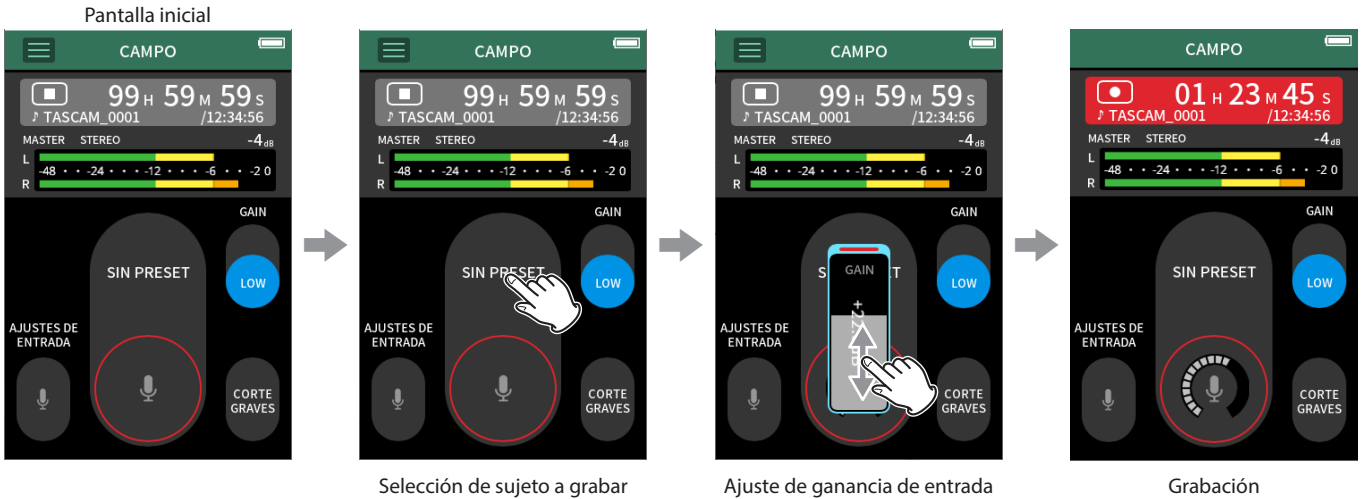 Pantalla inicial
CAMPO
99 H 59 M 59 S
♪ TASCAM_0001 /12:34:56
MASTER STEREO -4 dB
L
-48 · · -24 · · · -12 · · · -6 · · -2 0
R
GAIN
SIN PRESET
LOW
AJUSTES DE
ENTRADA
CORTE
GRAVES
CAMPO
99 H 59 M 59 S
♪ TASCAM_0001 /12:34:56
MASTER STEREO -4 dB
L
-48 · · -24 · · · -12 · · · -6 · · -2 0
R
GAIN
SIN PRESET
LOW
AJUSTES DE
ENTRADA
CORTE
GRAVES
Selección de sujeto a grabar
CAMPO
99 H 59 M 59 S
♪ TASCAM_0001 /12:34:56
MASTER STEREO -4 dB
L
-48 · · -24 · · · -12 · · · -6 · · -2 0
R
GAIN
GAIN
LOW
AJUSTES DE
ENTRADA
CORTE
GRAVES
Ajuste de ganancia de entrada
CAMPO
01 H 23 M 45 S
♪ TASCAM_0001 /12:34:56
MASTER STEREO -4 dB
L
-48 · · -24 · · · -12 · · · -6 · · -2 0
R
GAIN
SIN PRESET
LOW
AJUSTES DE
ENTRADA
CORTE
GRAVES
Grabación